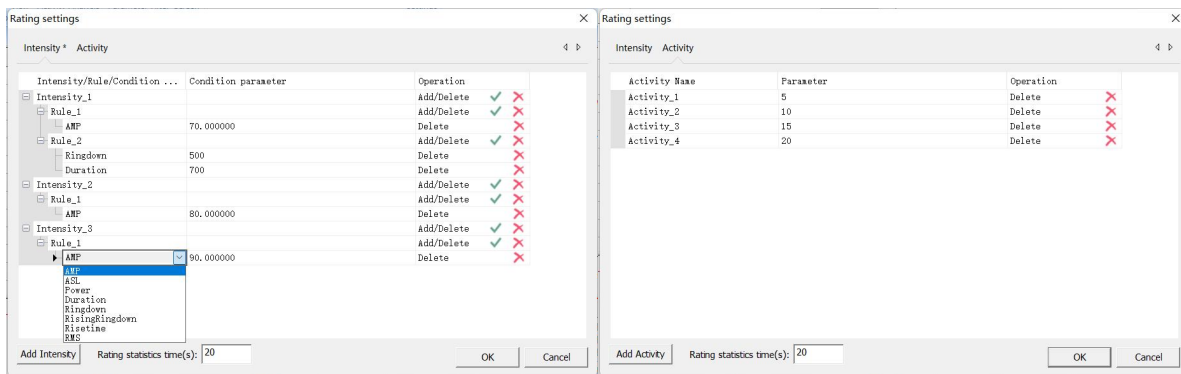 Rating settings
Intensity * Activity
Intensity/Rule/Condition ... Condition parameter Operation
Intensity_1 Add/Delete
Rule_1 Add/Delete
AMP 70.000000 Delete
Rule_2 Add/Delete
Ringdown 500 Delete
Duration 700 Delete
Intensity_2 Add/Delete
Rule_1 Add/Delete
AMP 80.000000 Delete
Intensity_3 Add/Delete
Rule_1 Add/Delete
AMP 90.000000 Delete
AMP
ASL
Power
Duration
Ringdown
RisingRingdown
Risetime
RMS
Add Intensity Rating statistics time(s): 20 OK Cancel
Rating settings
Intensity Activity
Activity Name Parameter Operation
Activity_1 5 Delete
Activity_2 10 Delete
Activity_3 15 Delete
Activity_4 20 Delete
Add Activity Rating statistics time(s): 20 OK Cancel